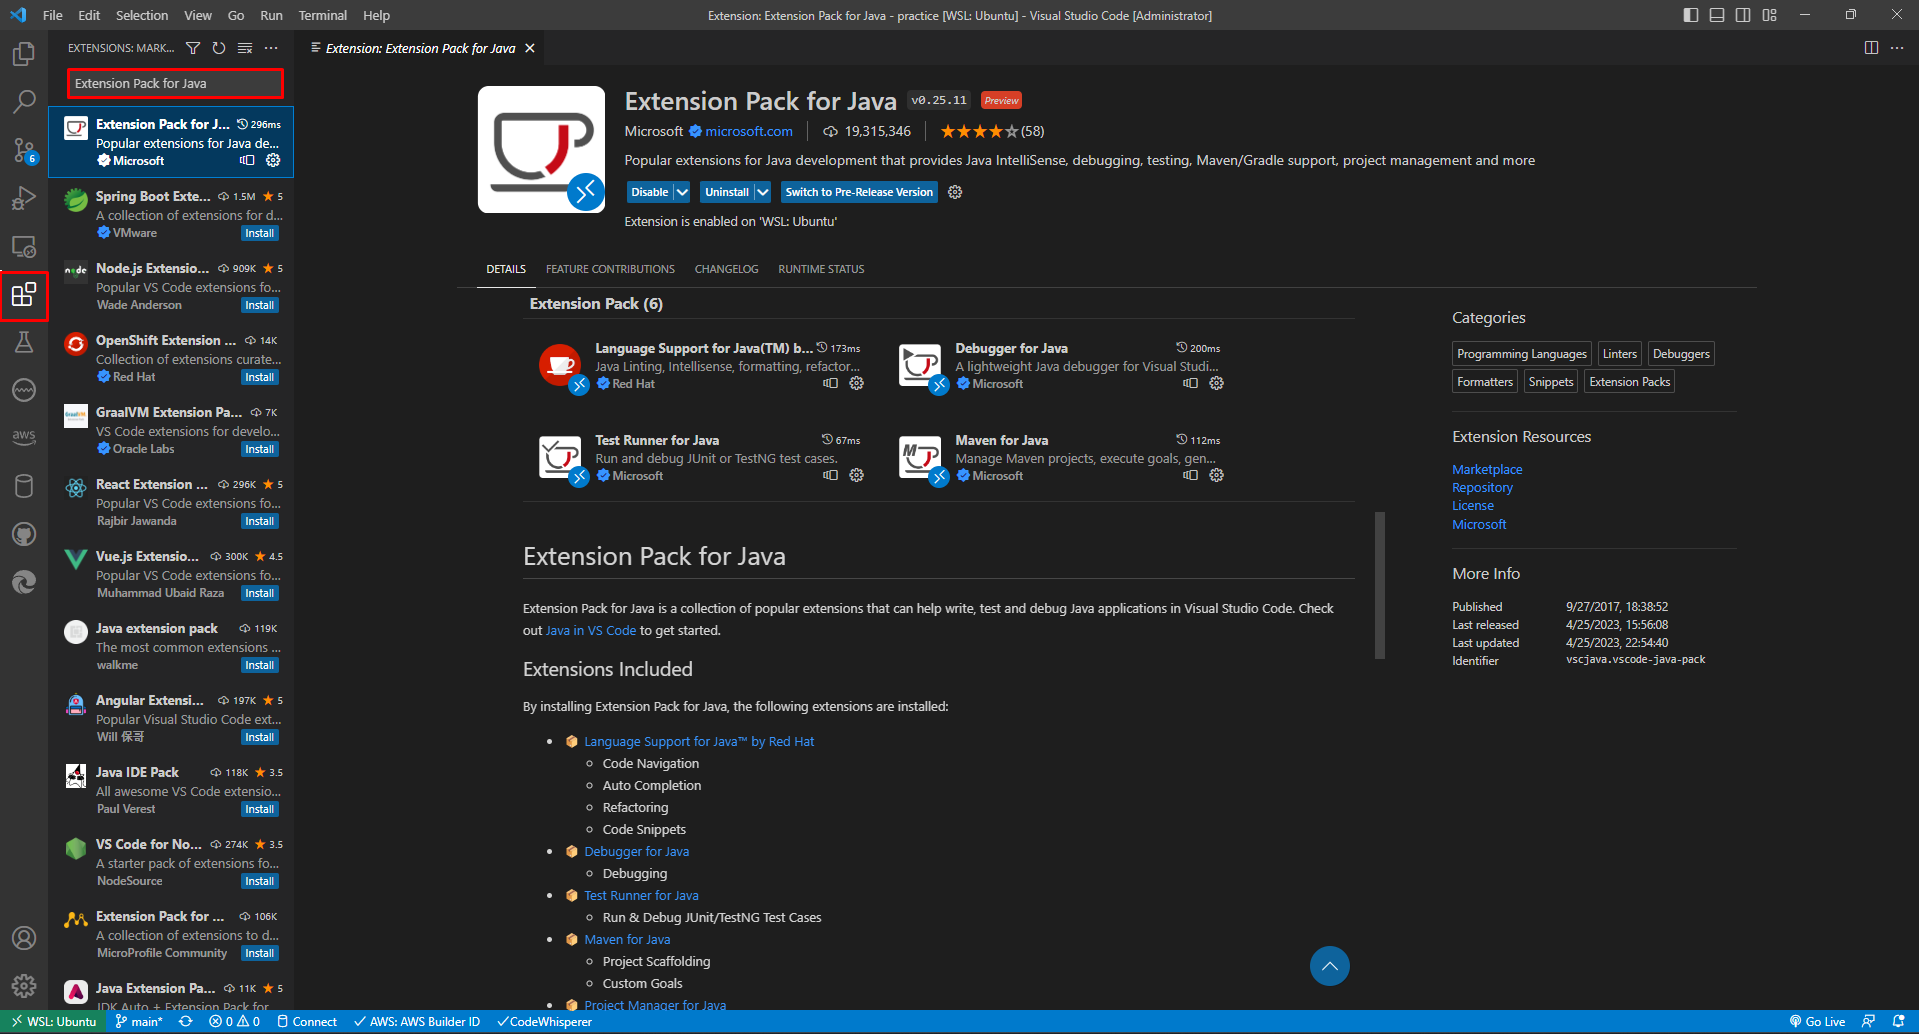 File Edit Selection View Go Run Terminal Help
Extension: Extension Pack for Java - practice [WSL: Ubuntu] - Visual Studio Code [Administrator]
EXTENSIONS: MARK...
Extension: Extension Pack for Java
Extension Pack for Java
Extension Pack for J... 296ms
Popular extensions for Java de...
Microsoft
Spring Boot Exte... 1.5M 5
A collection of extensions for d...
VMware Install
Node.js Extensio... 909K 5
Popular VS Code extensions fo...
Wade Anderson Install
OpenShift Extension ... 14K
Collection of extensions curate...
Red Hat Install
GraalVM Extension Pa... 7K
VS Code extensions for develo...
Oracle Labs Install
React Extension ... 296K 5
Popular VS Code extensions fo...
Rajbir Jawanda Install
Vue.js Extensio... 300K 4.5
Popular VS Code extensions fo...
Muhammad Ubaid Raza Install
Java extension pack 119K
The most common extensions ...
walkme Install
Angular Extensi... 197K 5
Popular Visual Studio Code ext...
Will 保哥 Install
Java IDE Pack 118K 3.5
All awesome VS Code extensio...
Paul Verest Install
VS Code for No... 274K 3.5
A starter pack of extensions fo...
NodeSource Install
Extension Pack for ... 106K
A collection of extensions to d...
MicroProfile Community Install
Java Extension Pa... 11K 5
JDK Auto + Extension Pack for
6
aws
Extension Pack for Java v0.25.11 Preview
Microsoft microsoft.com 19,315,346 (58)
Popular extensions for Java development that provides Java IntelliSense, debugging, testing, Maven/Gradle support, project management and more
Disable Uninstall Switch to Pre-Release Version
Extension is enabled on 'WSL: Ubuntu'
DETAILS FEATURE CONTRIBUTIONS CHANGELOG RUNTIME STATUS
Extension Pack (6)
Language Support for Java(TM) b... 173ms
Java Linting, Intellisense, formatting, refactor...
Red Hat
Debugger for Java 200ms
A lightweight Java debugger for Visual Studi...
Microsoft
Test Runner for Java 67ms
Run and debug JUnit or TestNG test cases.
Microsoft
Maven for Java 112ms
Manage Maven projects, execute goals, gen...
Microsoft
Extension Pack for Java
Extension Pack for Java is a collection of popular extensions that can help write, test and debug Java applications in Visual Studio Code. Check
out Java in VS Code to get started.
Extensions Included
By installing Extension Pack for Java, the following extensions are installed:
Language Support for Java™ by Red Hat
Code Navigation
Auto Completion
Refactoring
Code Snippets
Debugger for Java
Debugging
Test Runner for Java
Run & Debug JUnit/TestNG Test Cases
Maven for Java
Project Scaffolding
Custom Goals
Project Manager for Java
Categories
Programming Languages Linters Debuggers
Formatters Snippets Extension Packs
Extension Resources
Marketplace
Repository
License
Microsoft
More Info
Published 9/27/2017, 18:38:52
Last released 4/25/2023, 15:56:08
Last updated 4/25/2023, 22:54:40
Identifier vscjava.vscode-java-pack
WSL: Ubuntu main* 0 0 Connect AWS: AWS Builder ID CodeWhisperer Go Live